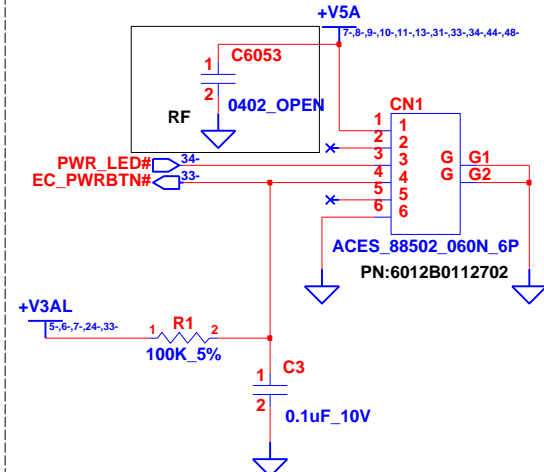 +V5A
7-,8-,9-,10-,11-,13-,31-,33-,34-,44-,48-
C6053
1
2
0402_OPEN
RF
CN1
1 1
2 2
3 3
4 4
5 5
6 6
G G1
G G2
PWR_LED# 34-
EC_PWRBTN# 33-
ACES_88502_060N_6P
PN:6012B0112702
+V3AL
5-,6-,7-,24-,33-
R1
1 2
100K_5%
C3
1
2
0.1uF_10V